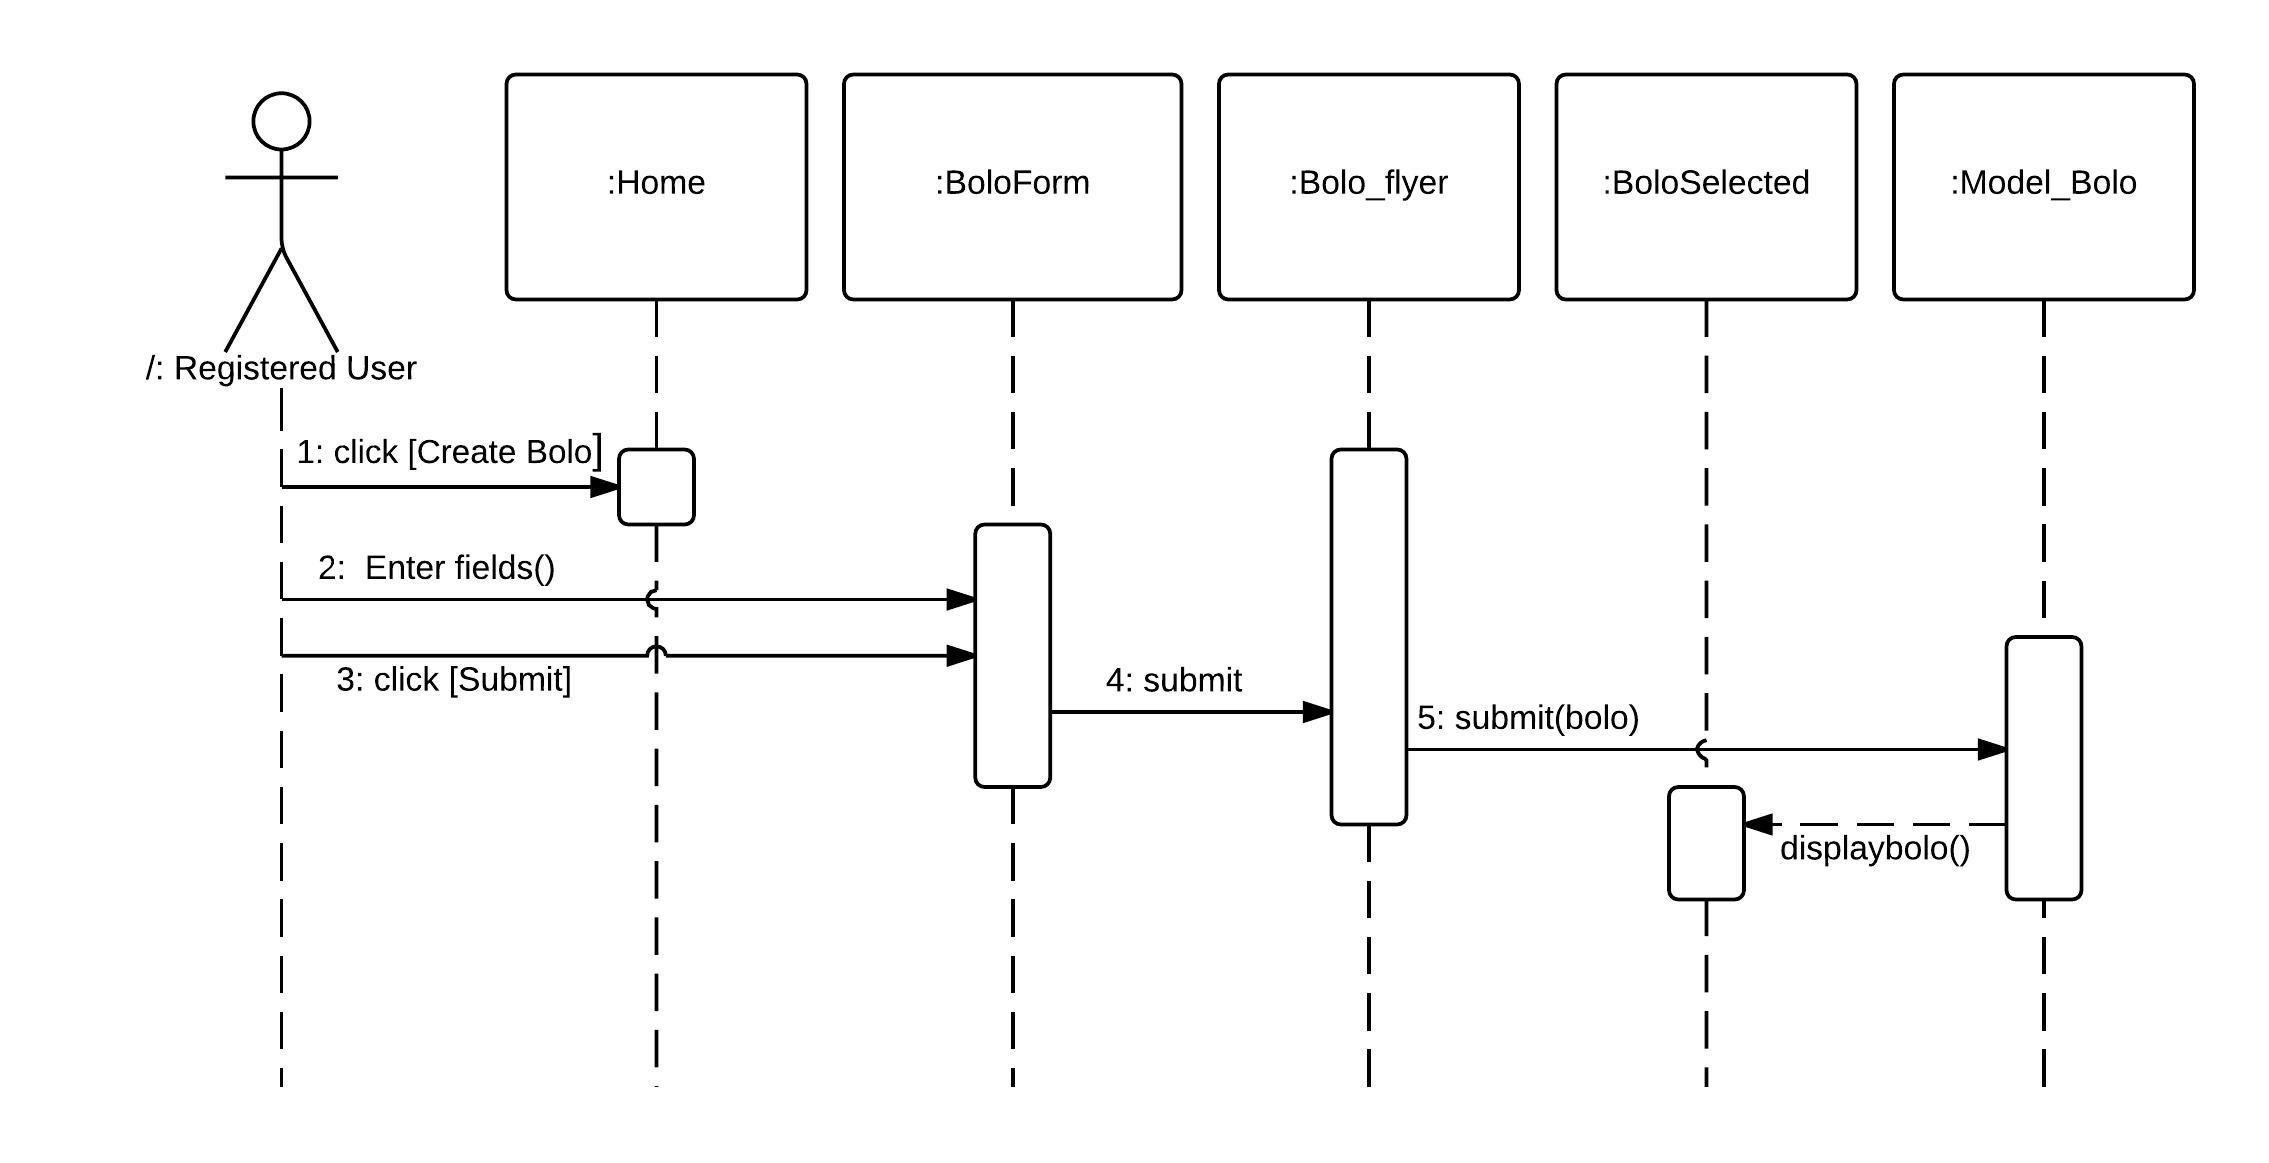 :Home
:BoloForm
:Bolo_flyer
:BoloSelected
:Model_Bolo
/: Registered User
1: click [Create Bolo]
2:  Enter fields()
3: click [Submit]
4: submit
5: submit(bolo)
displaybolo()